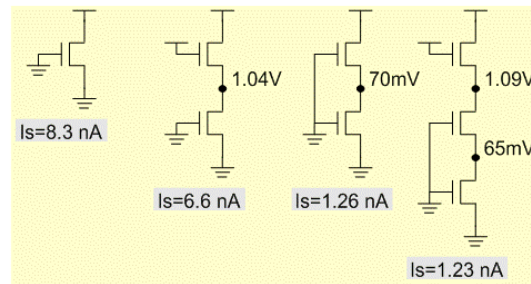 1.04V
70mV
1.09V
65mV
Is=8.3 nA
Is=6.6 nA
Is=1.26 nA
Is=1.23 nA